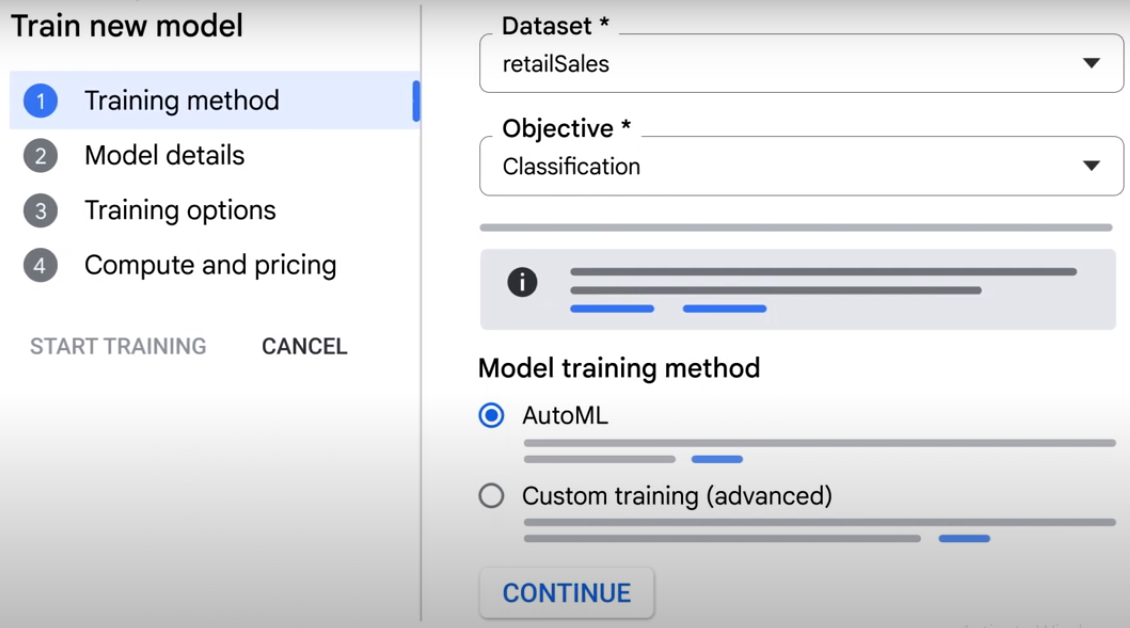 Train new model
1 Training method
2 Model details
3 Training options
4 Compute and pricing
START TRAINING CANCEL
Dataset *
retailSales
Objective *
Classification
i
Model training method
AutoML
Custom training (advanced)
CONTINUE